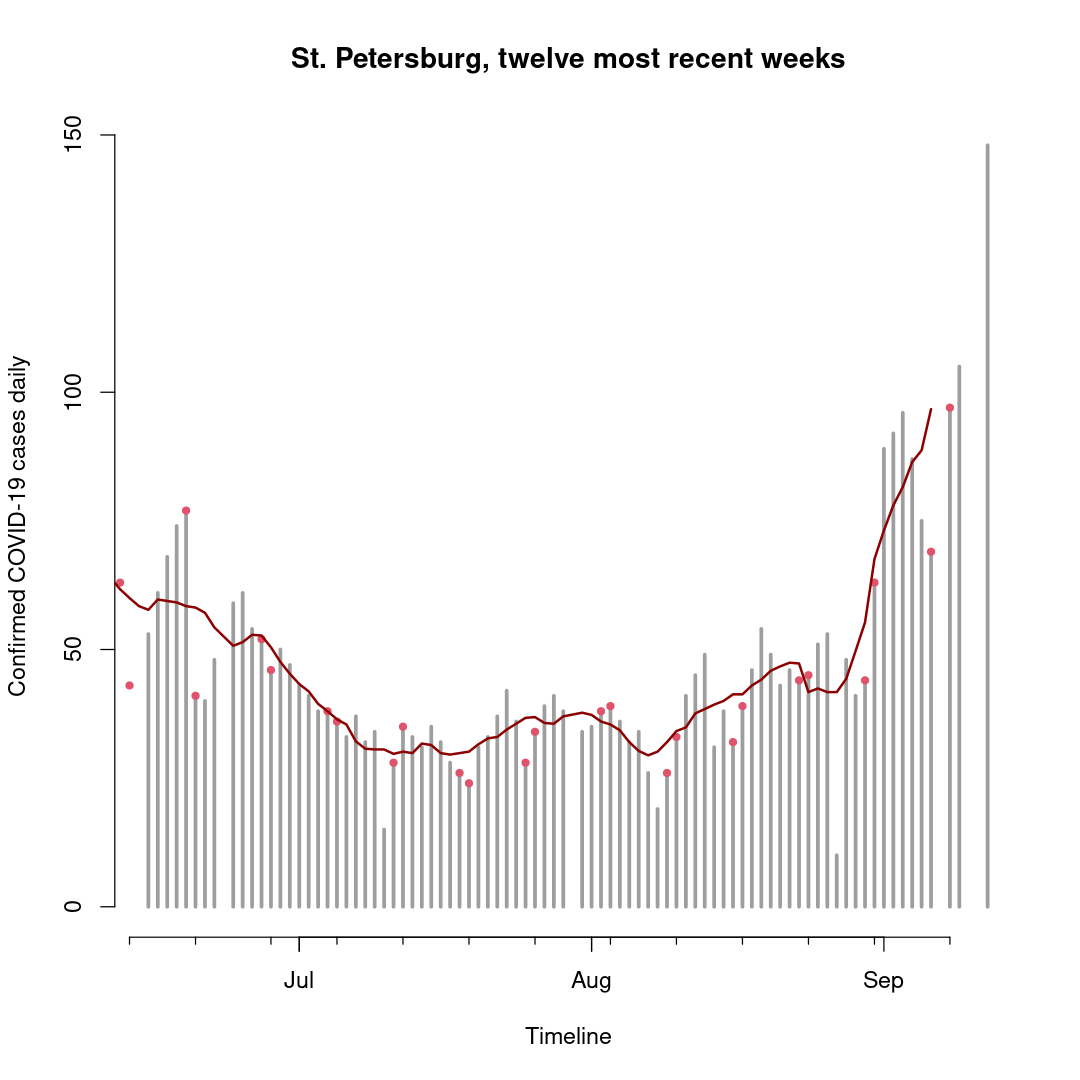 St. Petersburg, twelve most recent weeks
Confirmed COVID-19 cases daily
150
100
50
0
Jul Aug Sep
Timeline